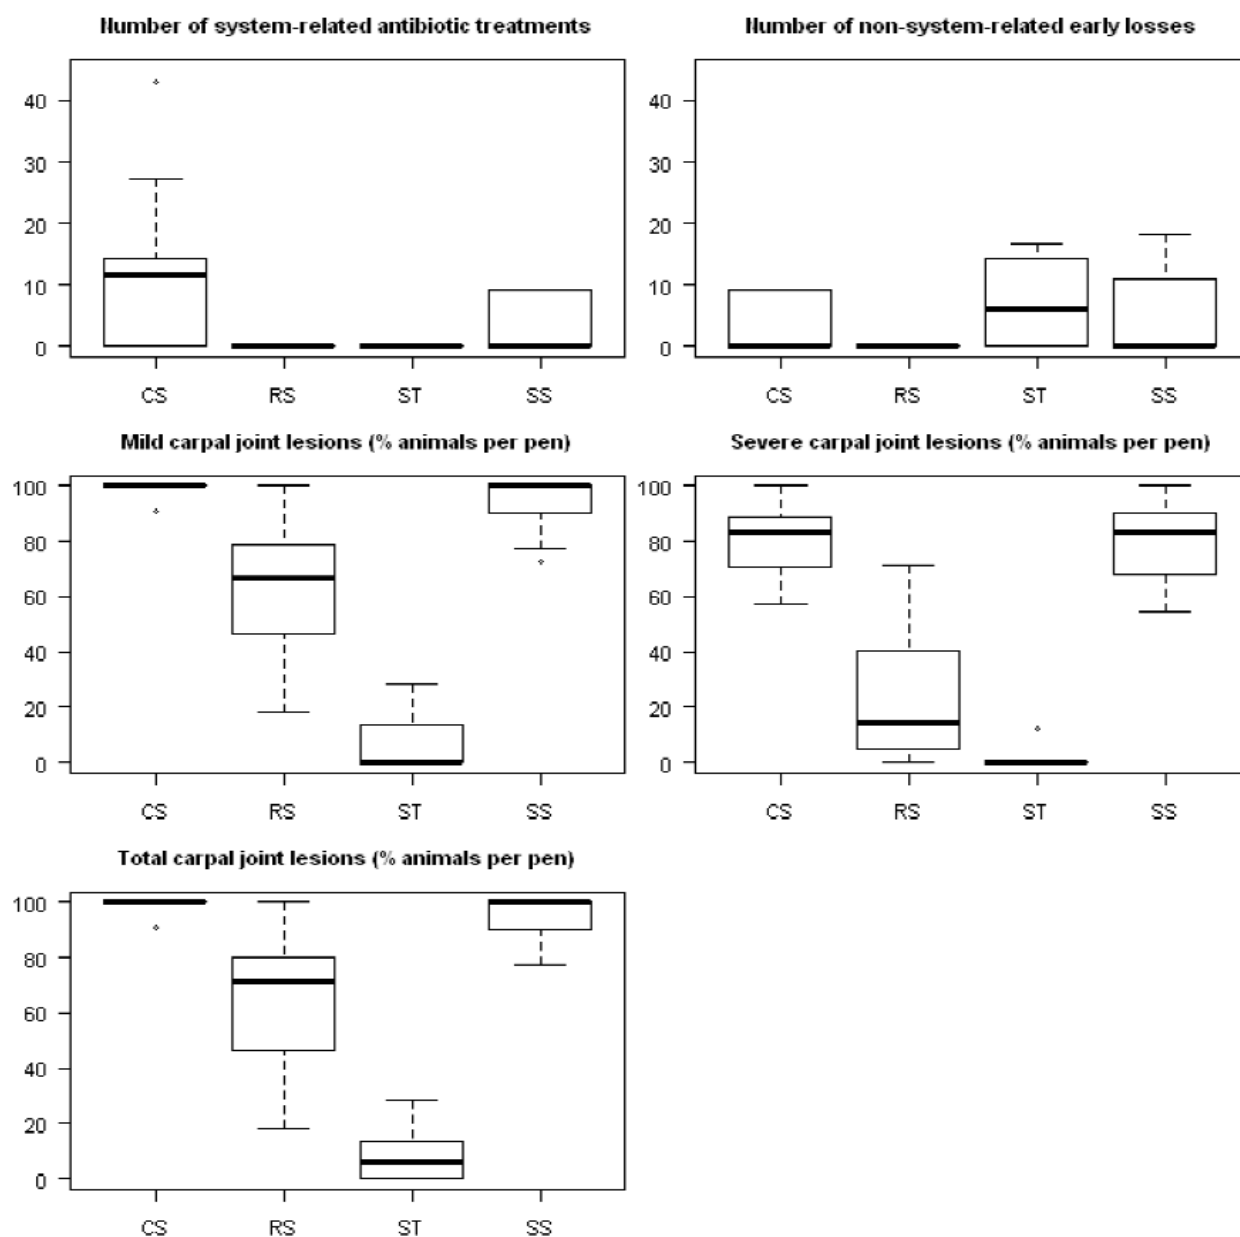 Number of system-related antibiotic treatments
40
30
20
10
0
CS RS ST SS
Number of non-system-related early losses
40
30
20
10
0
CS RS ST SS
Mild carpal joint lesions (% animals per pen)
100
80
60
40
20
0
CS RS ST SS
Severe carpal joint lesions (% animals per pen)
100
80
60
40
20
0
CS RS ST SS
Total carpal joint lesions (% animals per pen)
100
80
60
40
20
0
CS RS ST SS